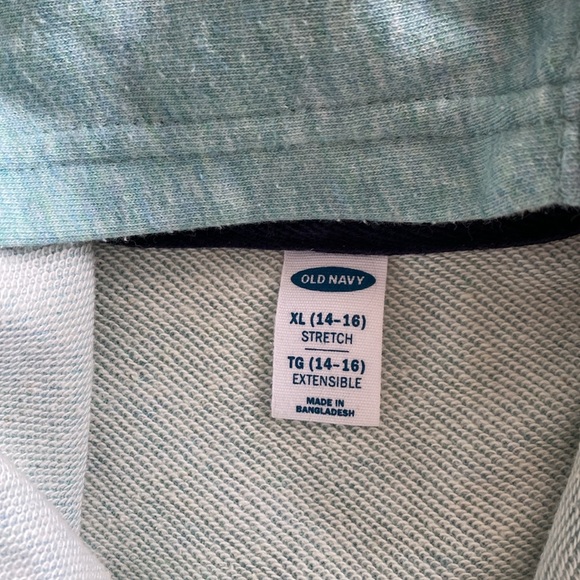 OLD NAVY
XL (14-16)
STRETCH
TG (14-16)
EXTENSIBLE
MADE IN
BANGLADESH